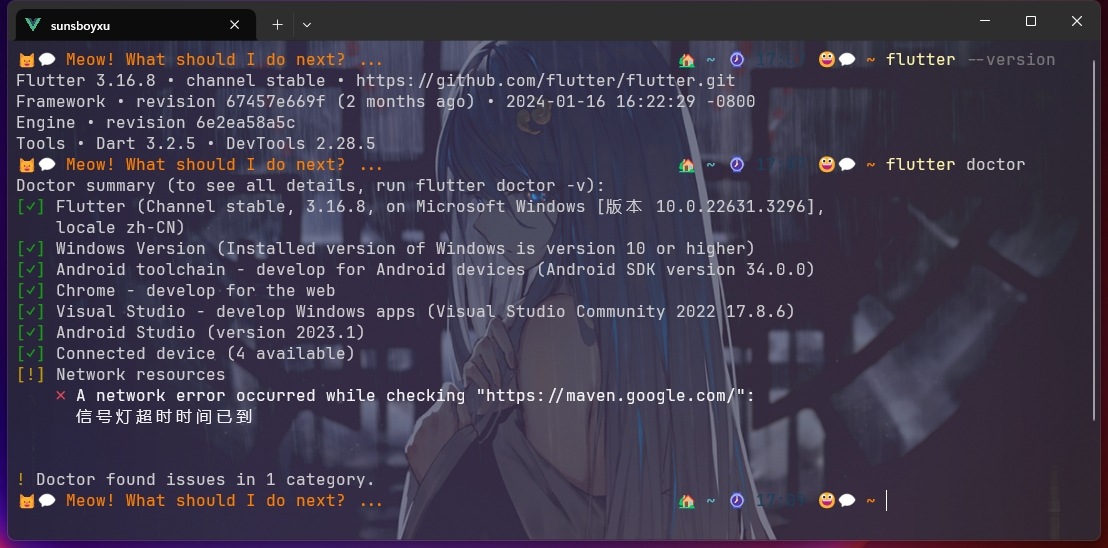 sunsboyxu
Meow! What should I do next? ... ~ ~ flutter --version
Flutter 3.16.8 • channel stable • https://github.com/flutter/flutter.git
Framework • revision 67457e669f (2 months ago) • 2024-01-16 16:22:29 -0800
Engine • revision 6e2ea58a5c
Tools • Dart 3.2.5 • DevTools 2.28.5
Meow! What should I do next? ... ~ ~ flutter doctor
Doctor summary (to see all details, run flutter doctor -v):
[✓] Flutter (Channel stable, 3.16.8, on Microsoft Windows [版本 10.0.22631.3296],
locale zh-CN)
[✓] Windows Version (Installed version of Windows is version 10 or higher)
[✓] Android toolchain - develop for Android devices (Android SDK version 34.0.0)
[✓] Chrome - develop for the web
[✓] Visual Studio - develop Windows apps (Visual Studio Community 2022 17.8.6)
[✓] Android Studio (version 2023.1)
[✓] Connected device (4 available)
[!] Network resources
✗ A network error occurred while checking "https://maven.google.com/":
信号灯超时时间已到
! Doctor found issues in 1 category.
Meow! What should I do next? ... ~ ~